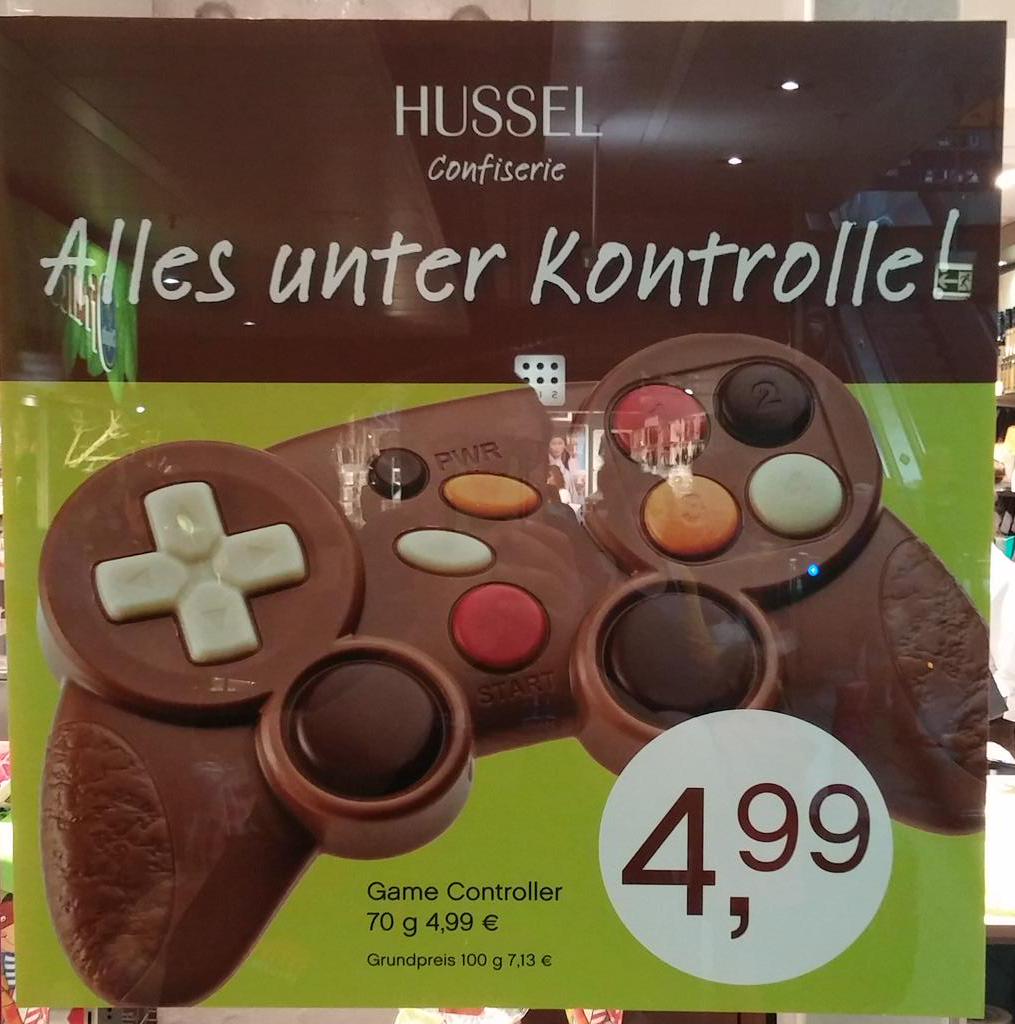 HUSSEL
Confiserie
Alles unter Kontrolle!
PWR
2
3
START
4,99
Game Controller
70 g 4,99 €
Grundpreis 100 g 7,13 €